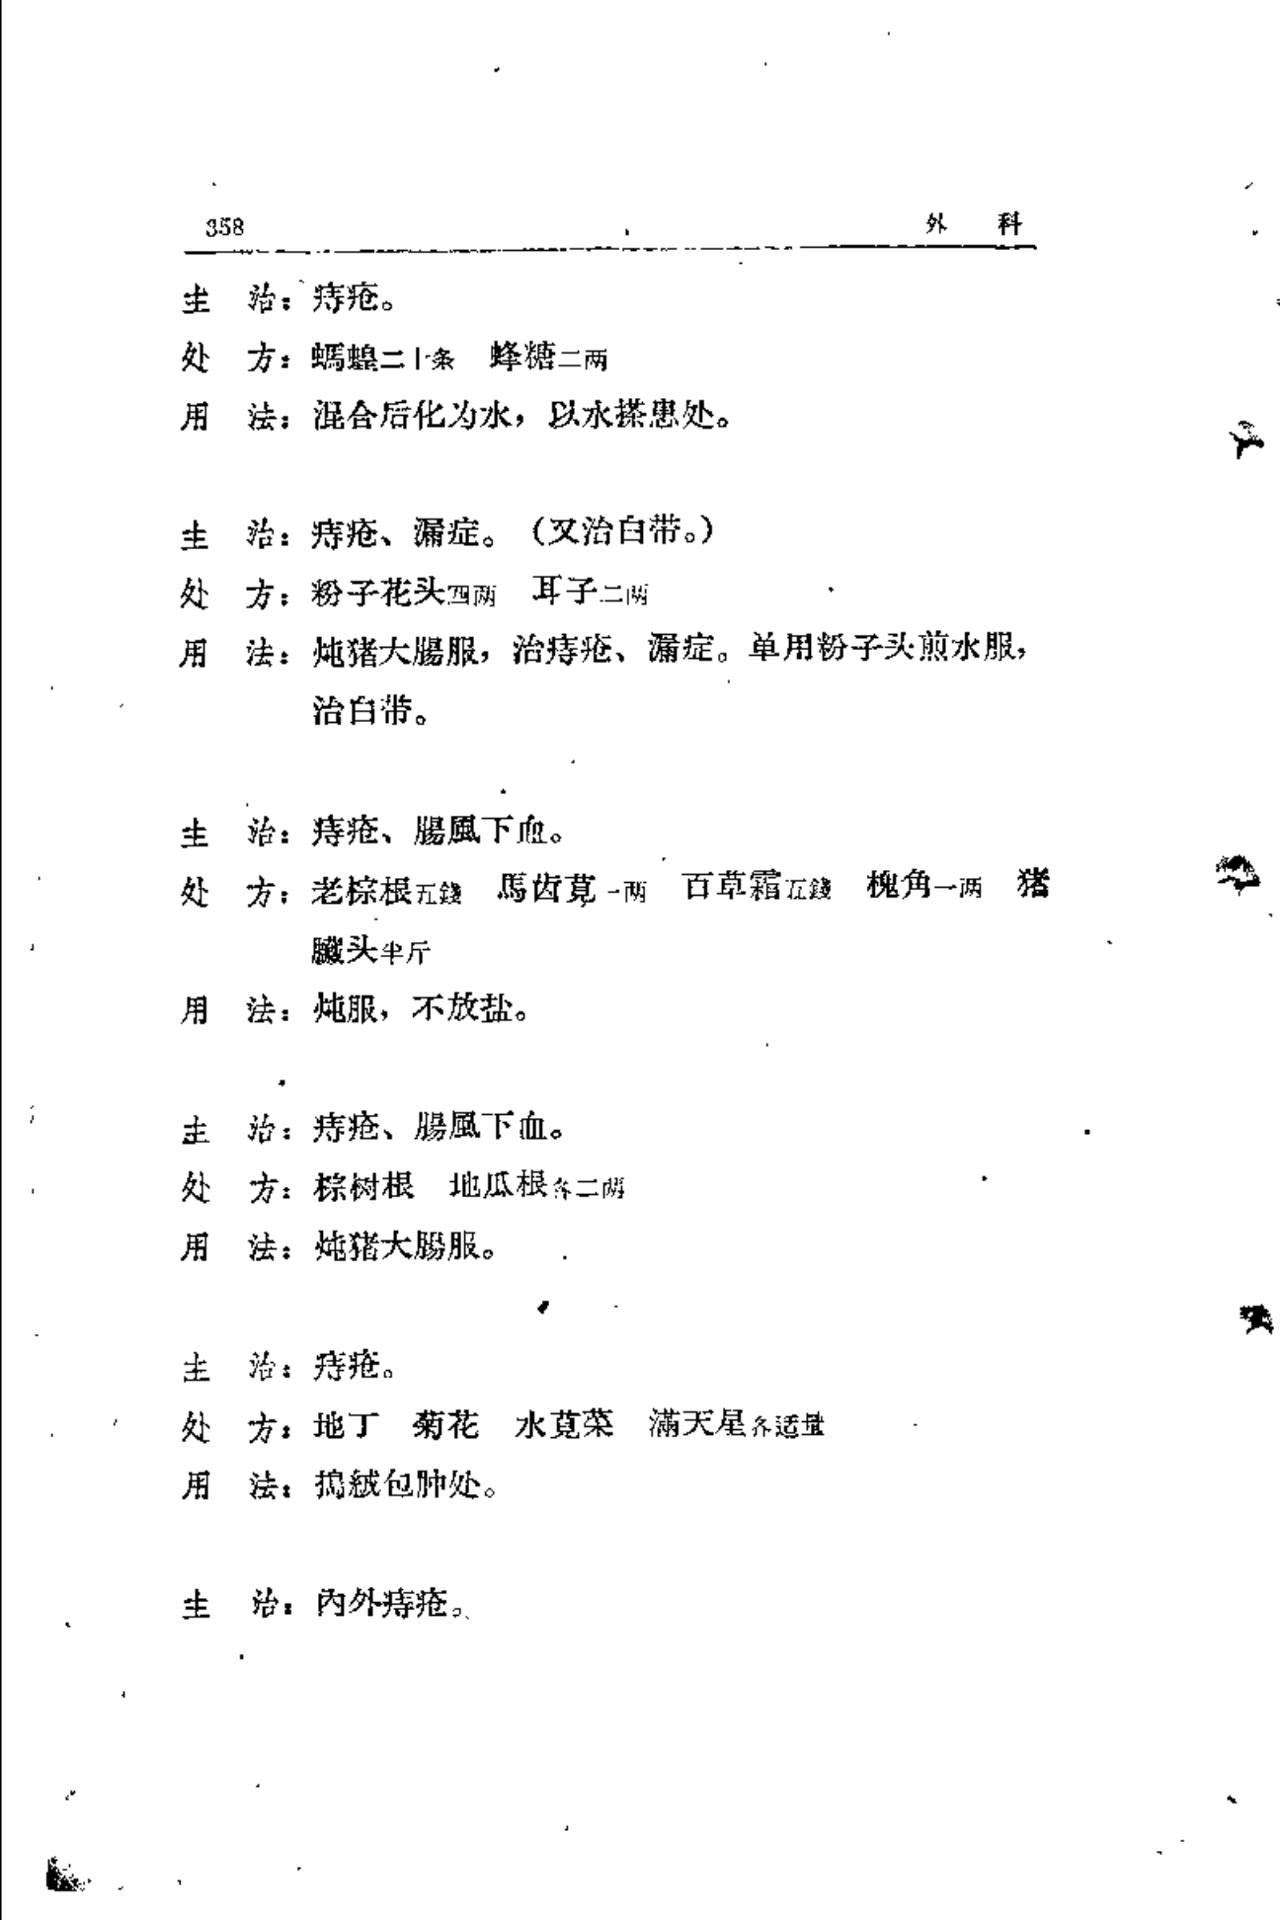 358 外 科
主 治：痔疮。
处 方：螞蝗二十条 蜂糖二两
用 法：混合后化为水，以水搽患处。
主 治：痔疮、漏症。（又治白带。）
处 方：粉子花头四两 耳子二两
用 法：炖猪大腸服，治痔疮、漏症。单用粉子头煎水服，
治白带。
主 治：痔疮、腸風下血。
处 方：老棕根五錢 馬齿莧一两 百草霜五錢 槐角一两 猪
臟头半斤
用 法：炖服，不放盐。
主 治：痔疮、腸風下血。
处 方：棕树根 地瓜根各二两
用 法：炖猪大腸服。
主 治：痔疮。
处 方：地丁 菊花 水莧菜 滿天星各适量
用 法：搗絨包肿处。
主 治：內外痔疮。